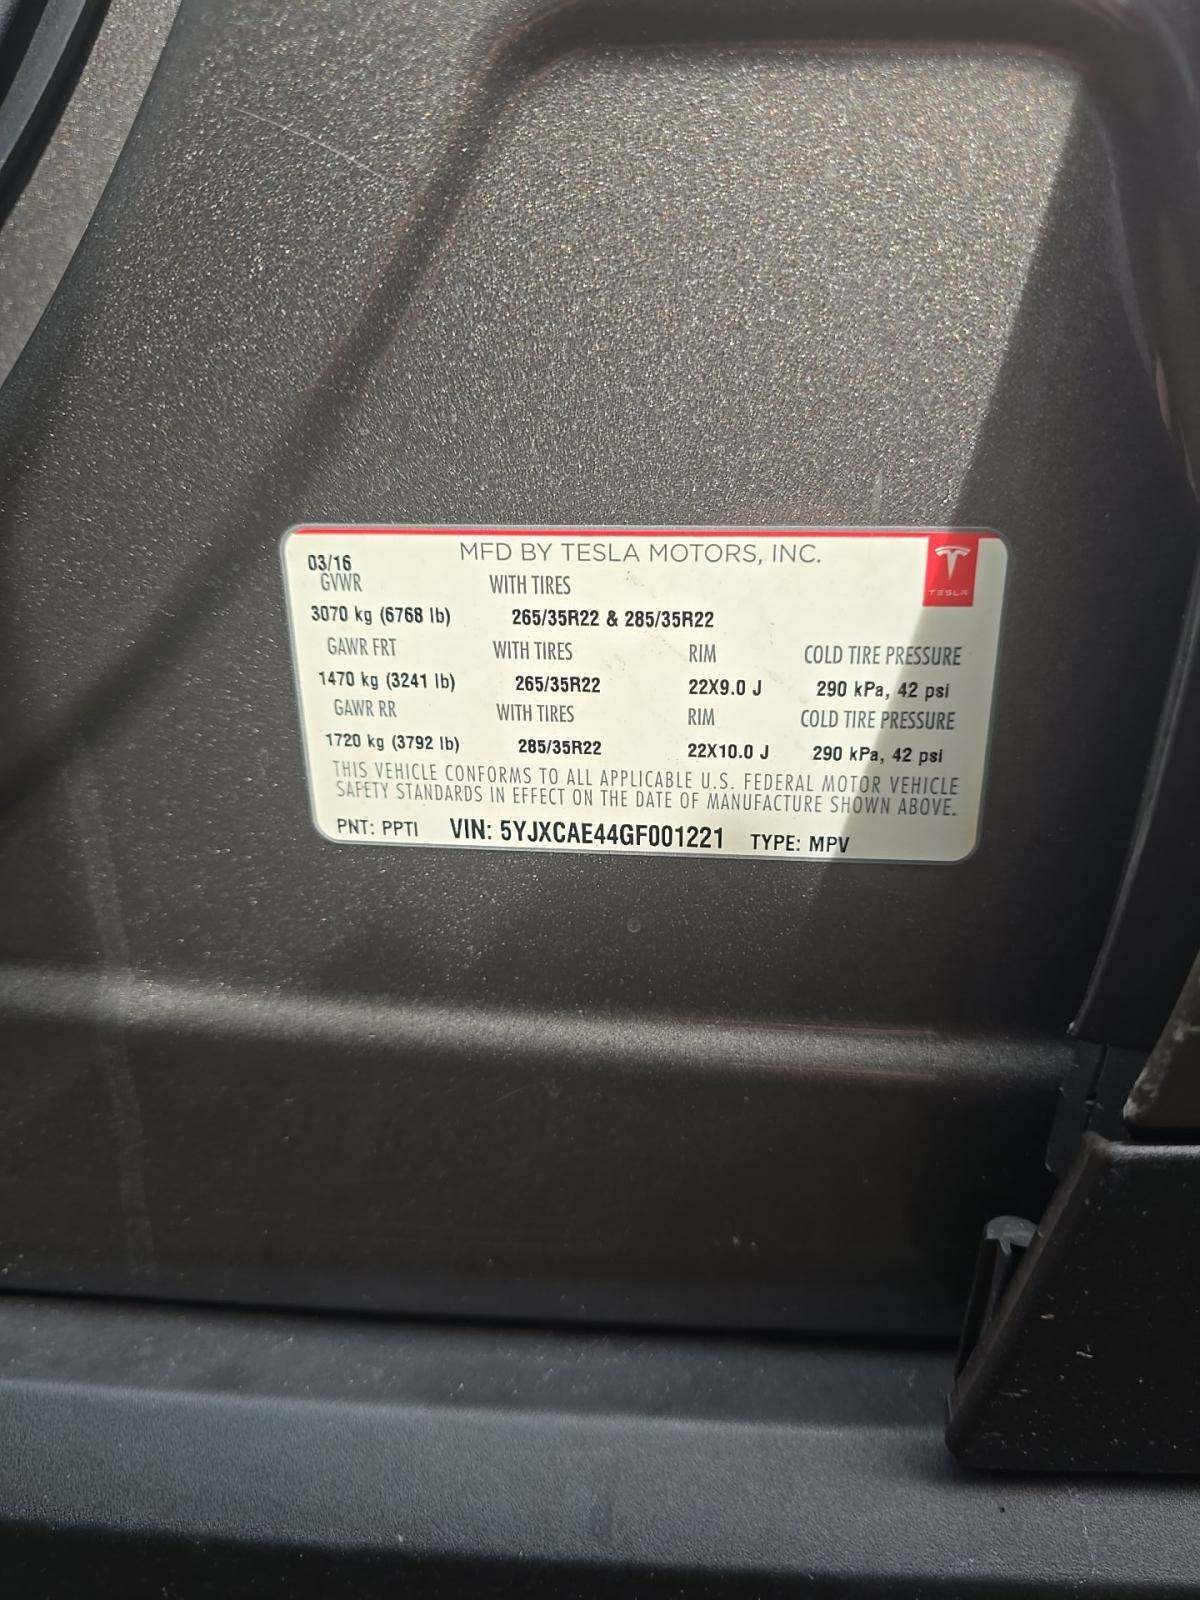 MFD BY TESLA MOTORS, INC.
03/16
GVWR WITH TIRES
TESLA
3070 kg (6768 lb) 265/35R22 & 285/35R22
GAWR FRT WITH TIRES RIM COLD TIRE PRESSURE
1470 kg (3241 lb) 265/35R22 22X9.0 J 290 kPa, 42 psi
GAWR RR WITH TIRES RIM COLD TIRE PRESSURE
1720 kg (3792 lb) 285/35R22 22X10.0 J 290 kPa, 42 psi
THIS VEHICLE CONFORMS TO ALL APPLICABLE U.S. FEDERAL MOTOR VEHICLE
SAFETY STANDARDS IN EFFECT ON THE DATE OF MANUFACTURE SHOWN ABOVE.
PNT: PPTI VIN: 5YJXCAE44GF001221 TYPE: MPV